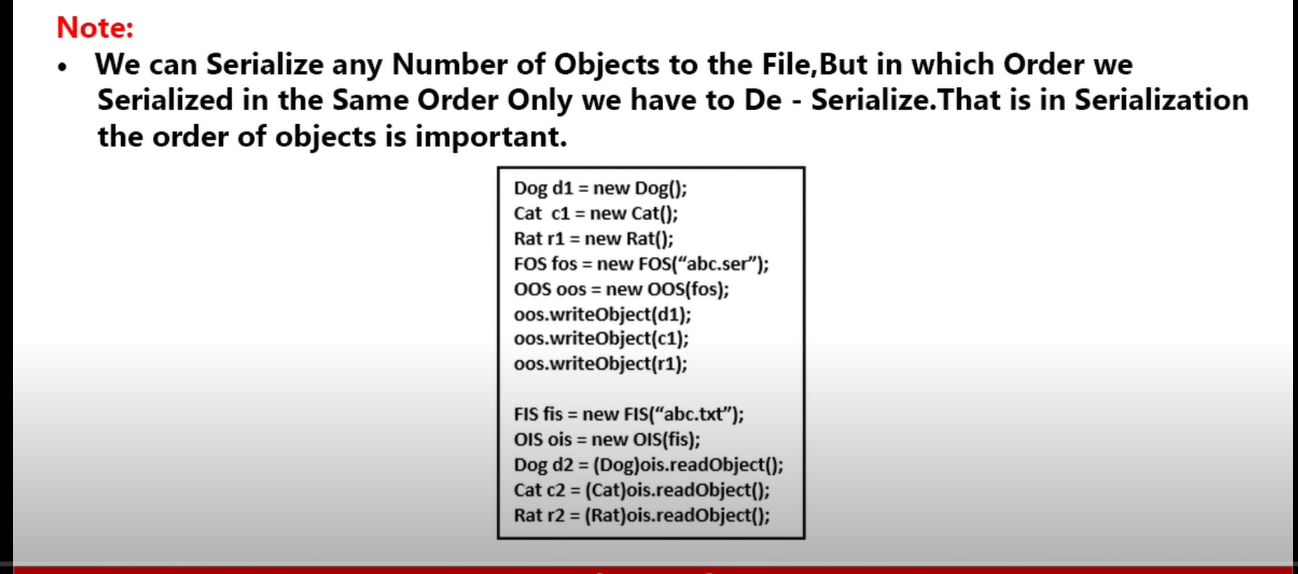 Note:
• We can Serialize any Number of Objects to the File,But in which Order we
Serialized in the Same Order Only we have to De - Serialize.That is in Serialization
the order of objects is important.
Dog d1 = new Dog();
Cat  c1 = new Cat();
Rat r1 = new Rat();
FOS fos = new FOS(“abc.ser”);
OOS oos = new OOS(fos);
oos.writeObject(d1);
oos.writeObject(c1);
oos.writeObject(r1);
FIS fis = new FIS(“abc.txt”);
OIS ois = new OIS(fis);
Dog d2 = (Dog)ois.readObject();
Cat c2 = (Cat)ois.readObject();
Rat r2 = (Rat)ois.readObject();